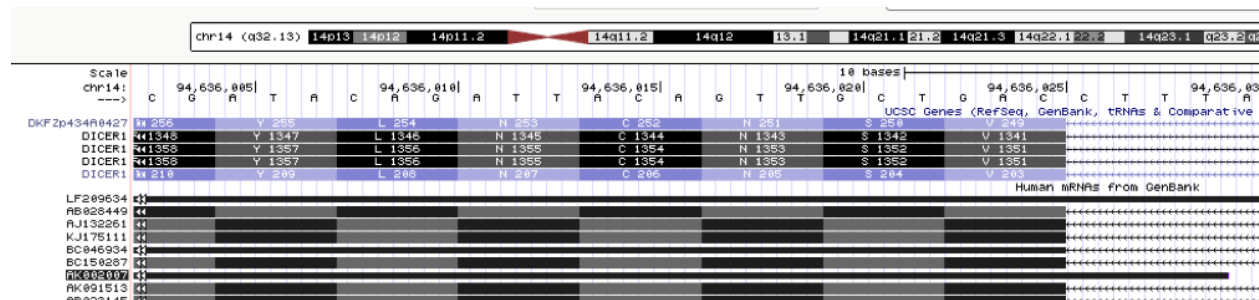 chr14 (q32.13) 14p13 14p12 14p11.2 14q11.2 14q12 13.1 14q21.1 21.2 14q21.3 14q22.1 22.2 14q23.1 q23.2
Scale 10 bases
chr14: 94,636,005| 94,636,010| 94,636,015| 94,636,020| 94,636,025| 94,636,03
---> C G A T A C A G A T T A C A G T T G C T G A C C T T T A
UCSC Genes (RefSeq, GenBank, tRNAs & Comparative
DKFZp434A0427 256 Y 255 L 254 N 253 C 252 N 251 S 250 V 249
DICER1 1348 Y 1347 L 1346 N 1345 C 1344 N 1343 S 1342 V 1341
DICER1 1358 Y 1357 L 1356 N 1355 C 1354 N 1353 S 1352 V 1351
DICER1 1358 Y 1357 L 1356 N 1355 C 1354 N 1353 S 1352 V 1351
DICER1 210 Y 209 L 208 N 207 C 206 N 205 S 204 V 203
Human mRNAs from GenBank
LF209634
AB028449
AJ132261
KJ175111
BC046934
BC150287
AK002007
AK091513